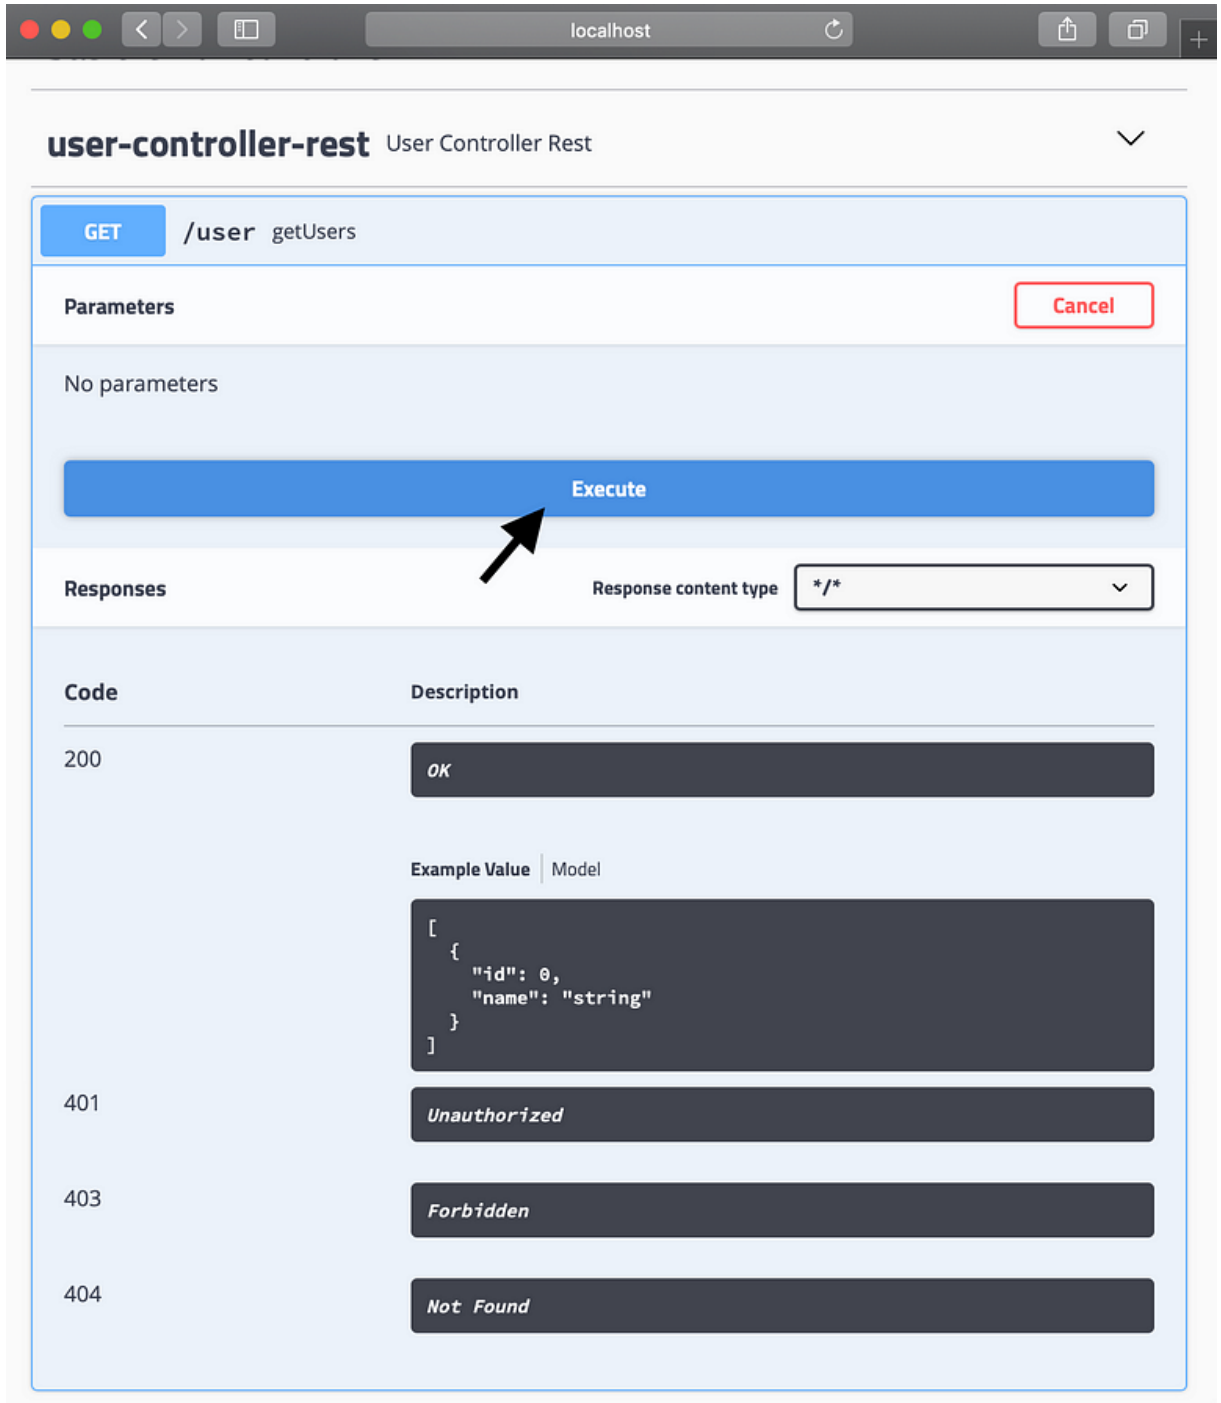 localhost
user-controller-rest User Controller Rest
GET /user getUsers
Parameters Cancel
No parameters
Execute
Responses Response content type */*
Code Description
200 OK
Example Value Model
[
{
"id": 0,
"name": "string"
}
]
401 Unauthorized
403 Forbidden
404 Not Found